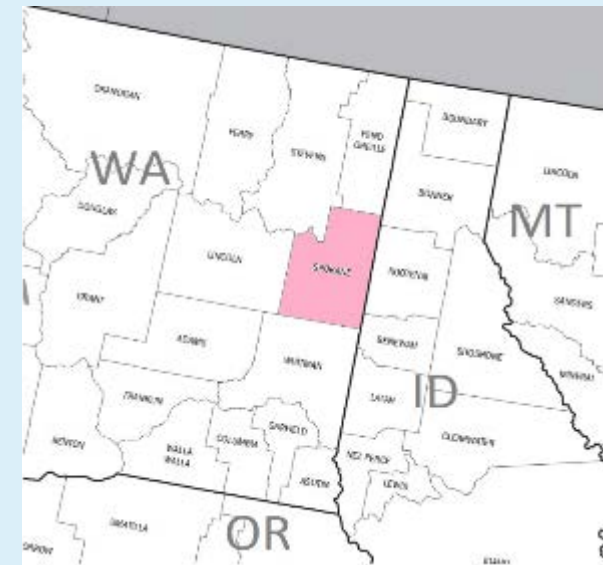 OKANOGAN
FERRY
STEVENS
PEND
OREILLE
BOUNDARY
WA
BONNER
LINCOLN
MT
DOUGLAS
LINCOLN
SPOKANE
KOOTENAI
SANDERS
GRANT
ADAMS
WHITMAN
BENEWAH
SHOSHONE
MINERAL
FRANKLIN
LATAH
ID
BENTON
WALLA
WALLA
COLUMBIA
GARFIELD
ASOTIN
NEZ PERCE
LEWIS
CLEARWATER
UMATILLA
OR
IDAHO